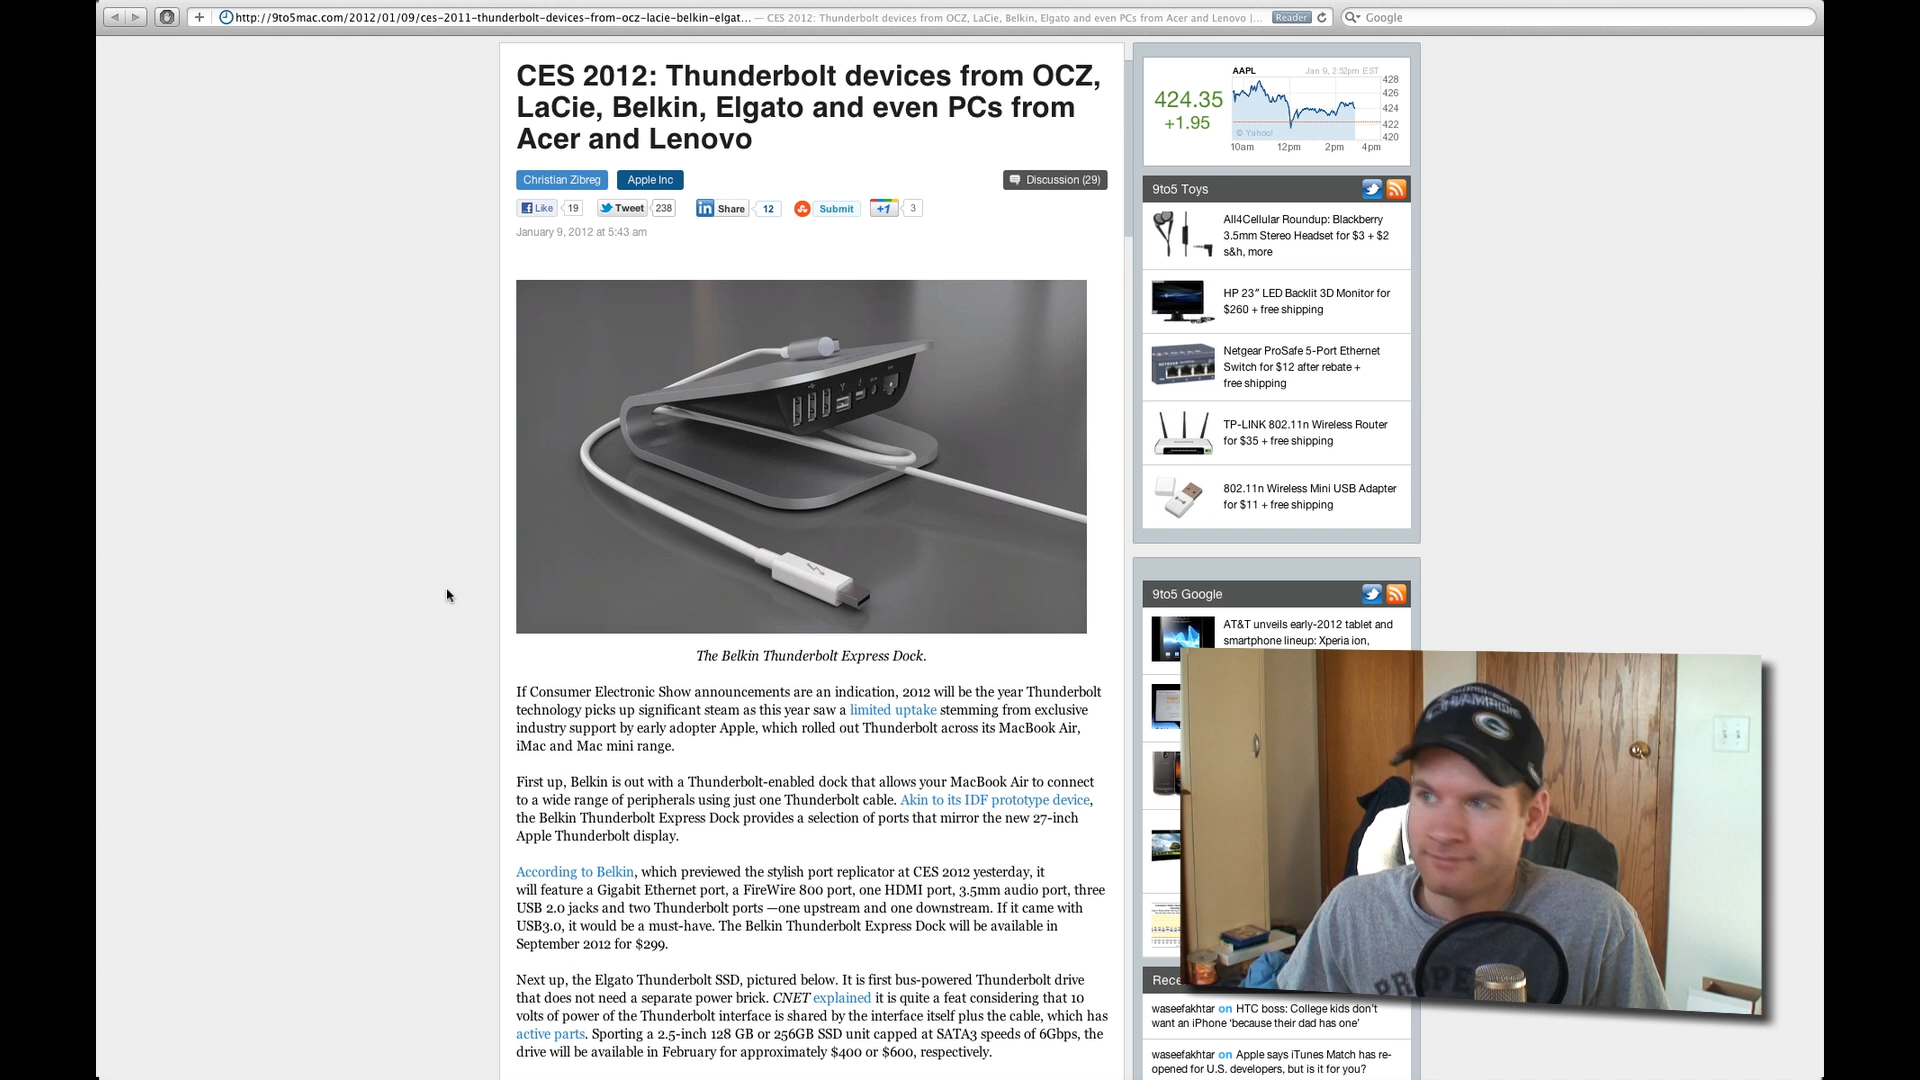 http://9to5mac.com/2012/01/09/ces-2011-thunderbolt-devices-from-ocz-lacie-belkin-elgat... — CES 2012: Thunderbolt devices from OCZ, LaCie, Belkin, Elgato and even PCs from Acer and Lenovo |... Reader Google
CES 2012: Thunderbolt devices from OCZ,
LaCie, Belkin, Elgato and even PCs from
Acer and Lenovo
Christian Zibreg Apple Inc Discussion (29)
Like 19 Tweet 238 in Share 12 Submit +1 3
January 9, 2012 at 5:43 am
The Belkin Thunderbolt Express Dock.
If Consumer Electronic Show announcements are an indication, 2012 will be the year Thunderbolt
technology picks up significant steam as this year saw a limited uptake stemming from exclusive
industry support by early adopter Apple, which rolled out Thunderbolt across its MacBook Air,
iMac and Mac mini range.
First up, Belkin is out with a Thunderbolt-enabled dock that allows your MacBook Air to connect
to a wide range of peripherals using just one Thunderbolt cable. Akin to its IDF prototype device,
the Belkin Thunderbolt Express Dock provides a selection of ports that mirror the new 27-inch
Apple Thunderbolt display.
According to Belkin, which previewed the stylish port replicator at CES 2012 yesterday, it
will feature a Gigabit Ethernet port, a FireWire 800 port, one HDMI port, 3.5mm audio port, three
USB 2.0 jacks and two Thunderbolt ports —one upstream and one downstream. If it came with
USB3.0, it would be a must-have. The Belkin Thunderbolt Express Dock will be available in
September 2012 for $299.
Next up, the Elgato Thunderbolt SSD, pictured below. It is first bus-powered Thunderbolt drive
that does not need a separate power brick. CNET explained it is quite a feat considering that 10
volts of power of the Thunderbolt interface is shared by the interface itself plus the cable, which has
active parts. Sporting a 2.5-inch 128 GB or 256GB SSD unit capped at SATA3 speeds of 6Gbps, the
drive will be available in February for approximately $400 or $600, respectively.
AAPL Jan 9, 2:52pm EST
424.35
+1.95
428
426
424
422
420
© Yahoo!
10am 12pm 2pm 4pm
9to5 Toys
All4Cellular Roundup: Blackberry
3.5mm Stereo Headset for $3 + $2
s&h, more
HP 23″ LED Backlit 3D Monitor for
$260 + free shipping
Netgear ProSafe 5-Port Ethernet
Switch for $12 after rebate +
free shipping
TP-LINK 802.11n Wireless Router
for $35 + free shipping
802.11n Wireless Mini USB Adapter
for $11 + free shipping
9to5 Google
AT&T unveils early-2012 tablet and
smartphone lineup: Xperia ion,
G
Rece
waseefakhtar on HTC boss: College kids don't
want an iPhone 'because their dad has one'
waseefakhtar on Apple says iTunes Match has re-
opened for U.S. developers, but is it for you?